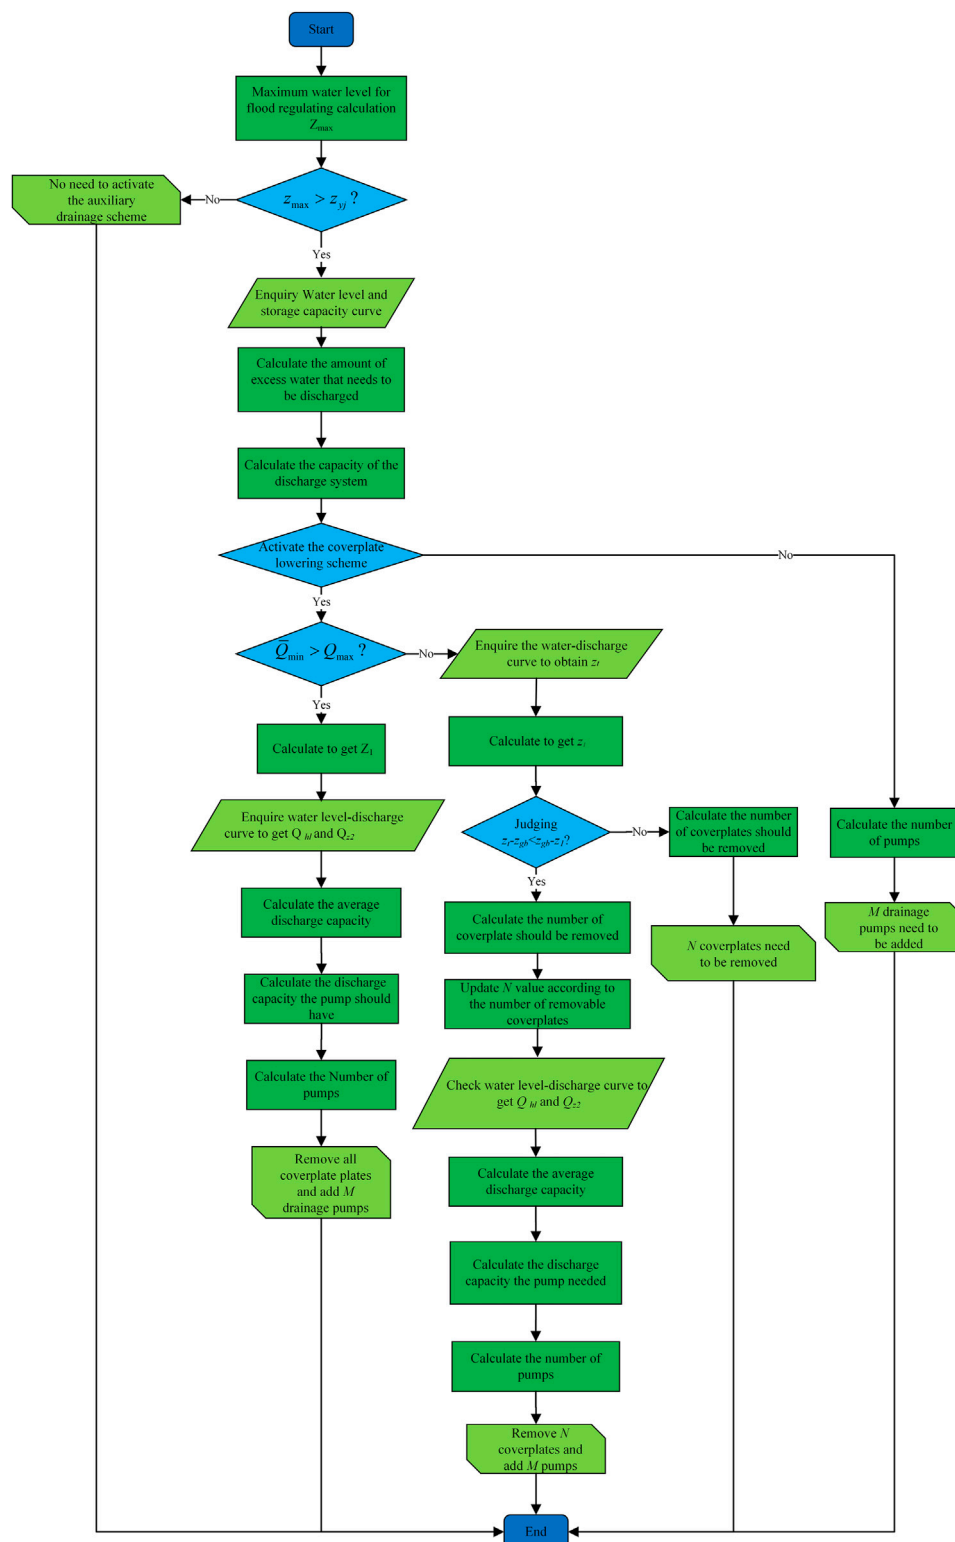 Start
Maximum water level for
flood regulating calculation
Zmax
zmax > zyj ?
No
No need to activate
the auxiliary
drainage scheme
Yes
Enquiry Water level and
storage capacity curve
Calculate the amount of
excess water that needs to
be discharged
Calculate the capacity of the
discharge system
Activate the coverplate
lowering scheme
No
Yes
Q̅min > Qmax ?
No
Enquire the water-discharge
curve to obtain zt
Yes
Calculate to get Z1
Calculate to get z,
Enquire water level-discharge
curve to get Q hl and Qz2
Judging
zt-zgb<zgb-z1?
No
Calculate the number
of coverplates should
be removed
Calculate the number
of pumps
Yes
Calculate the average
discharge capacity
Calculate the number of
coverplate should be removed
N coverplates need
to be removed
M drainage
pumps need to
be added
Calculate the discharge
capacity the pump should
have
Update N value according to
the number of removable
coverplates
Calculate the Number of
pumps
Check water level-discharge curve to
get Q hl and Qz2
Remove all
coverplate plates
and add M
drainage pumps
Calculate the average
discharge capacity
Calculate the discharge
capacity the pump needed
Calculate the number of
pumps
Remove N
coverplates and
add M pumps
End